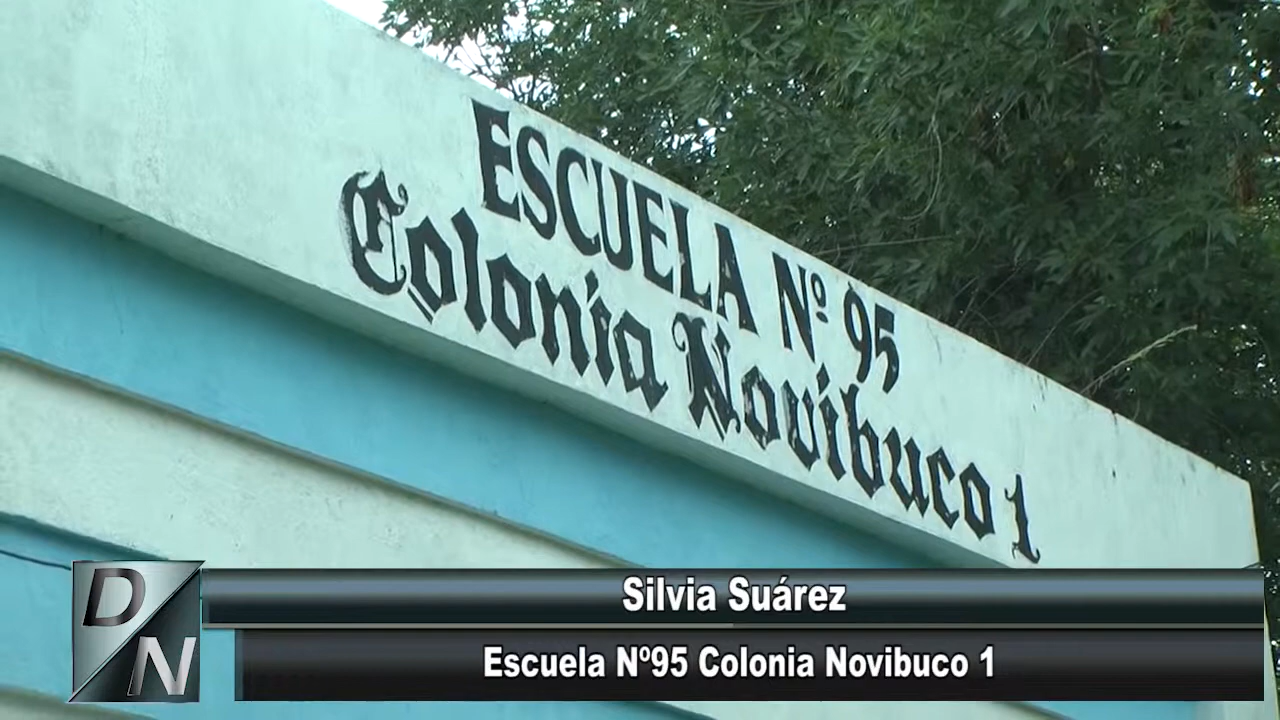 ESCUELA Nº 95
Colonia Novibuco 1
DN
Silvia Suárez
Escuela Nº95 Colonia Novibuco 1